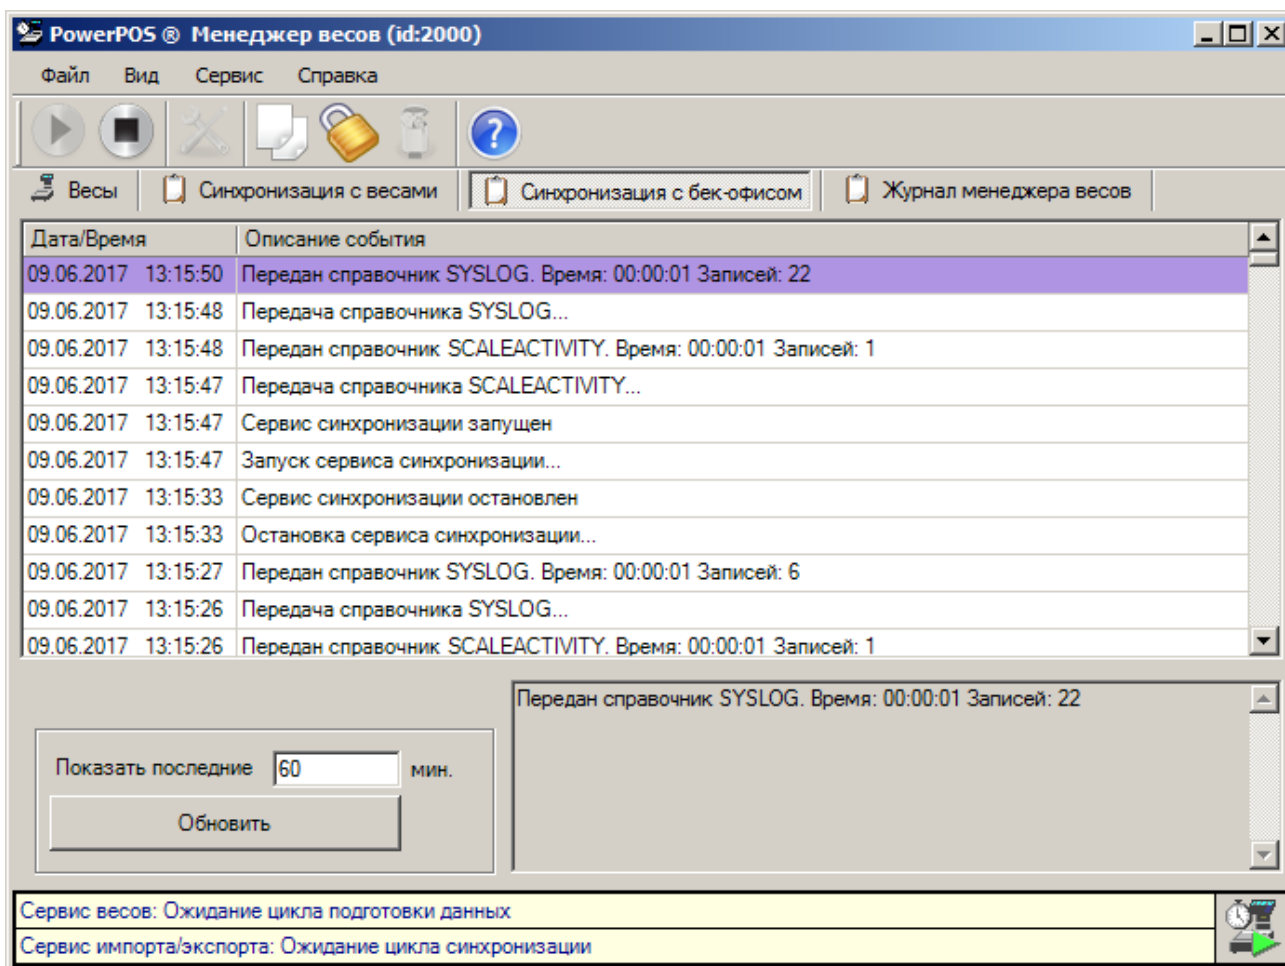 PowerPOS ® Менеджер весов (id:2000)
Файл Вид Сервис Справка
Весы Синхронизация с весами Синхронизация с бек-офисом Журнал менеджера весов
Дата/Время Описание события
09.06.2017 13:15:50 Передан справочник SYSLOG. Время: 00:00:01 Записей: 22
09.06.2017 13:15:48 Передача справочника SYSLOG...
09.06.2017 13:15:48 Передан справочник SCALEACTIVITY. Время: 00:00:01 Записей: 1
09.06.2017 13:15:47 Передача справочника SCALEACTIVITY...
09.06.2017 13:15:47 Сервис синхронизации запущен
09.06.2017 13:15:47 Запуск сервиса синхронизации...
09.06.2017 13:15:33 Сервис синхронизации остановлен
09.06.2017 13:15:33 Остановка сервиса синхронизации...
09.06.2017 13:15:27 Передан справочник SYSLOG. Время: 00:00:01 Записей: 6
09.06.2017 13:15:26 Передача справочника SYSLOG...
09.06.2017 13:15:26 Передан справочник SCALEACTIVITY. Время: 00:00:01 Записей: 1
Передан справочник SYSLOG. Время: 00:00:01 Записей: 22
Показать последние 60 мин.
Обновить
Сервис весов: Ожидание цикла подготовки данных
Сервис импорта/экспорта: Ожидание цикла синхронизации